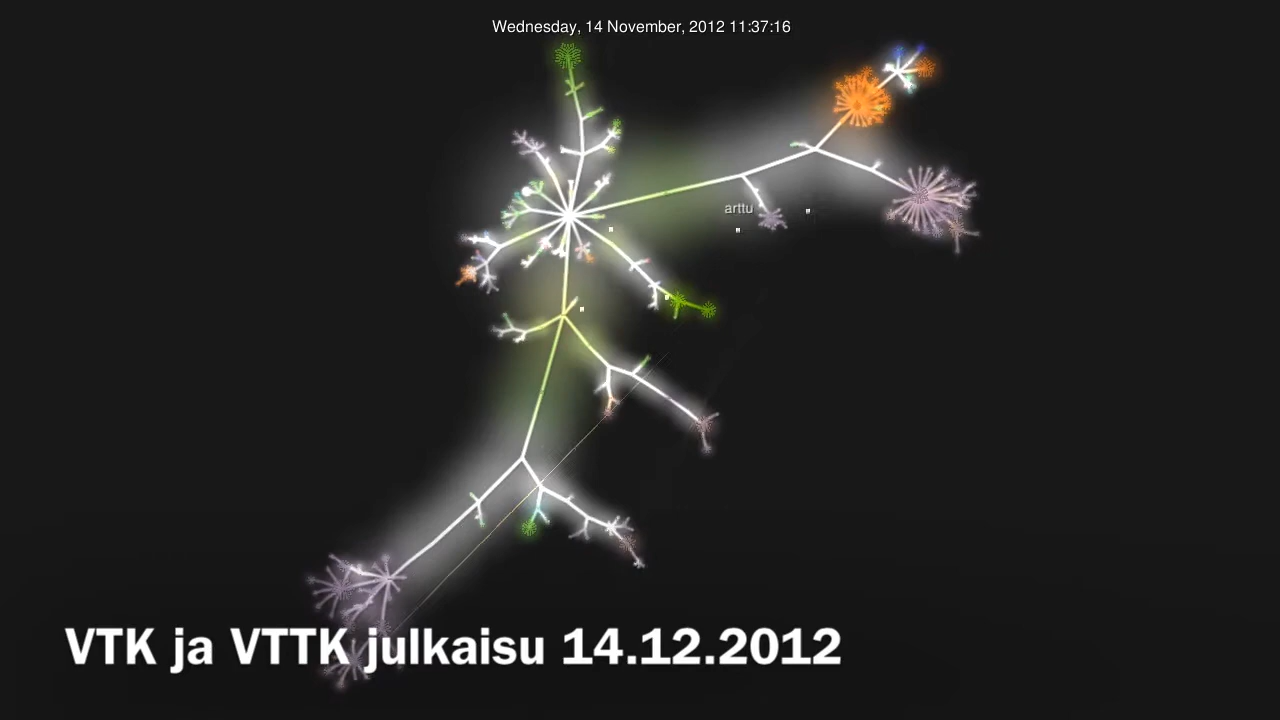 Wednesday, 14 November, 2012 11:37:16
arttu
VTK ja VTTK julkaisu 14.12.2012